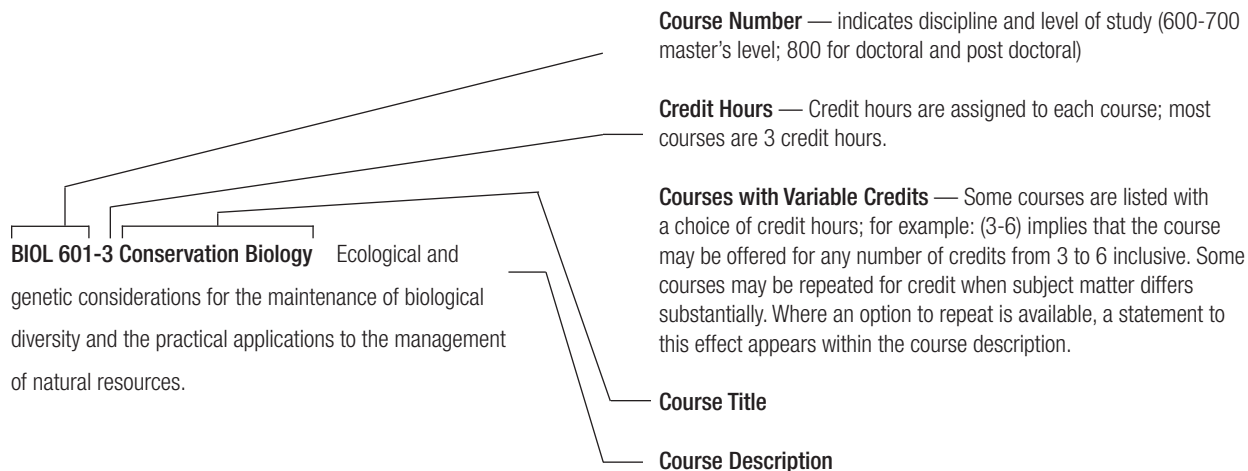 BIOL 601-3 Conservation Biology Ecological and
genetic considerations for the maintenance of biological
diversity and the practical applications to the management
of natural resources.
Course Number — indicates discipline and level of study (600-700
master’s level; 800 for doctoral and post doctoral)
Credit Hours — Credit hours are assigned to each course; most
courses are 3 credit hours.
Courses with Variable Credits — Some courses are listed with
a choice of credit hours; for example: (3-6) implies that the course
may be offered for any number of credits from 3 to 6 inclusive. Some
courses may be repeated for credit when subject matter differs
substantially. Where an option to repeat is available, a statement to
this effect appears within the course description.
Course Title
Course Description